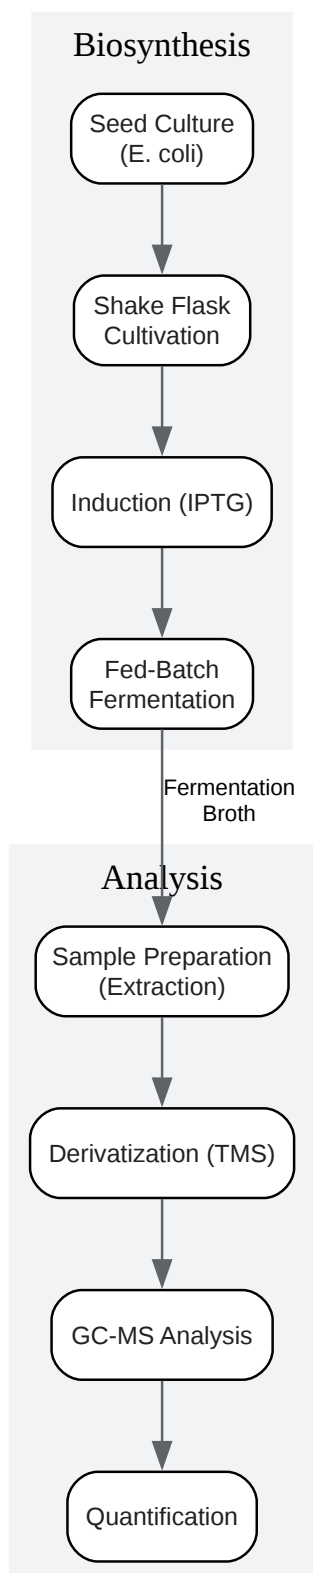 Biosynthesis
Seed Culture
(E. coli)
Shake Flask
Cultivation
Induction (IPTG)
Fed-Batch
Fermentation
Fermentation
Broth
Analysis
Sample Preparation
(Extraction)
Derivatization (TMS)
GC-MS Analysis
Quantification